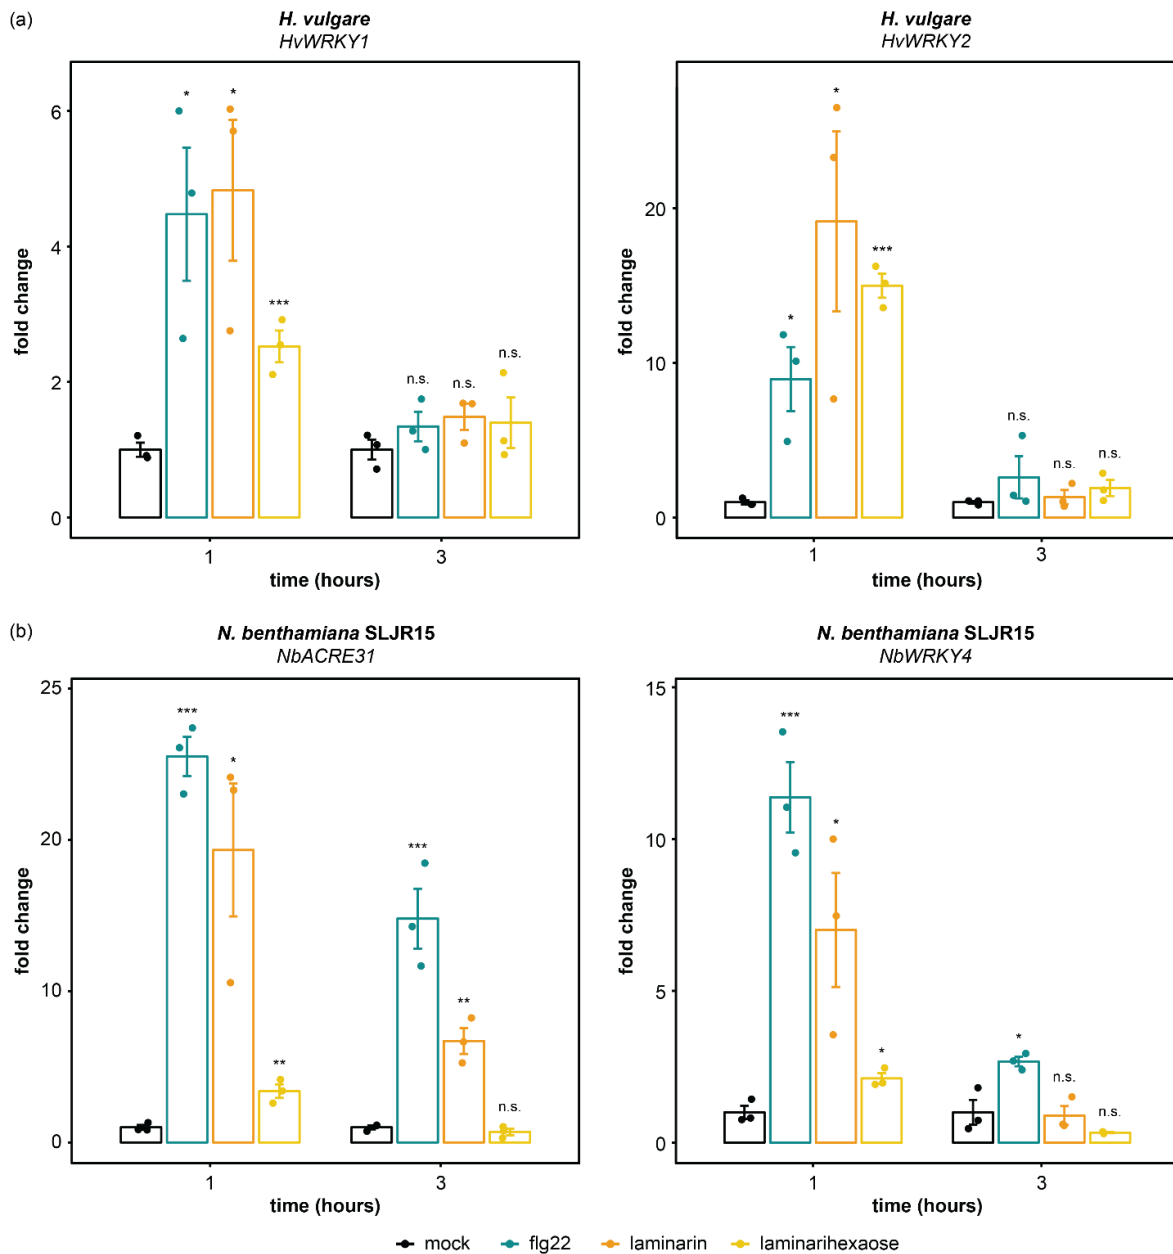 (a)
H. vulgare
HvWRKY1
fold change
6
4
2
0
*
*
***
n.s.
n.s.
n.s.
1
3
time (hours)
H. vulgare
HvWRKY2
fold change
20
10
0
*
*
***
n.s.
n.s.
n.s.
1
3
time (hours)
(b)
N. benthamiana SLJR15
NbACRE31
fold change
25
20
10
0
***
*
**
***
**
n.s.
1
3
time (hours)
N. benthamiana SLJR15
NbWRKY4
fold change
15
10
5
0
***
*
*
*
n.s.
n.s.
1
3
time (hours)
mock flg22 laminarin laminarihexaose